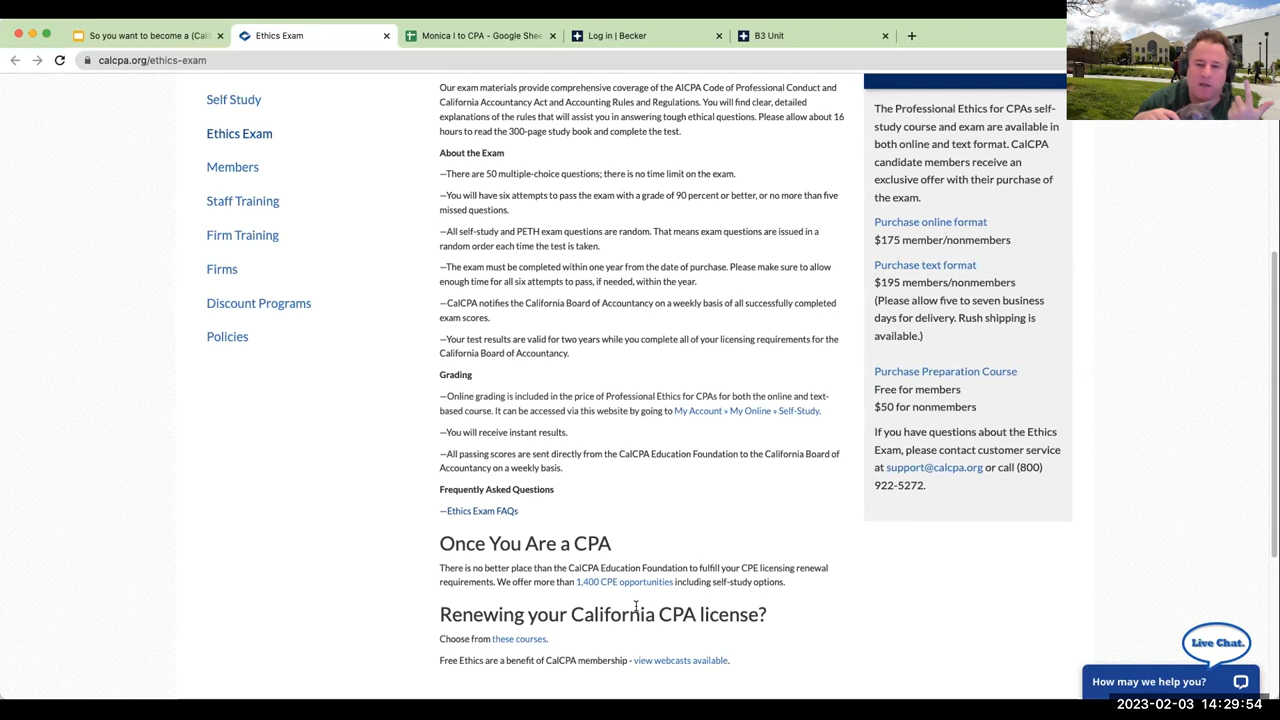 So you want to become a (Cali
Ethics Exam
Monica I to CPA - Google Shee
Log in | Becker
B3 Unit
calcpa.org/ethics-exam
Self Study
Ethics Exam
Members
Staff Training
Firm Training
Firms
Discount Programs
Policies
Our exam materials provide comprehensive coverage of the AICPA Code of Professional Conduct and
California Accountancy Act and Accounting Rules and Regulations. You will find clear, detailed
explanations of the rules that will assist you in answering tough ethical questions. Please allow about 16
hours to read the 300-page study book and complete the test.
About the Exam
—There are 50 multiple-choice questions; there is no time limit on the exam.
—You will have six attempts to pass the exam with a grade of 90 percent or better, or no more than five
missed questions.
—All self-study and PETH exam questions are random. That means exam questions are issued in a
random order each time the test is taken.
—The exam must be completed within one year from the date of purchase. Please make sure to allow
enough time for all six attempts to pass, if needed, within the year.
—CalCPA notifies the California Board of Accountancy on a weekly basis of all successfully completed
exam scores.
—Your test results are valid for two years while you complete all of your licensing requirements for the
California Board of Accountancy.
Grading
—Online grading is included in the price of Professional Ethics for CPAs for both the online and text-
based course. It can be accessed via this website by going to My Account » My Online » Self-Study.
—You will receive instant results.
—All passing scores are sent directly from the CalCPA Education Foundation to the California Board of
Accountancy on a weekly basis.
Frequently Asked Questions
—Ethics Exam FAQs
Once You Are a CPA
There is no better place than the CalCPA Education Foundation to fulfill your CPE licensing renewal
requirements. We offer more than 1,400 CPE opportunities including self-study options.
Renewing your California CPA license?
Choose from these courses.
Free Ethics are a benefit of CalCPA membership - view webcasts available.
The Professional Ethics for CPAs self-
study course and exam are available in
both online and text format. CalCPA
candidate members receive an
exclusive offer with their purchase of
the exam.
Purchase online format
$175 member/nonmembers
Purchase text format
$195 members/nonmembers
(Please allow five to seven business
days for delivery. Rush shipping is
available.)
Purchase Preparation Course
Free for members
$50 for nonmembers
If you have questions about the Ethics
Exam, please contact customer service
at support@calcpa.org or call (800)
922-5272.
Live Chat.
How may we help you?
2023-02-03 14:29:54